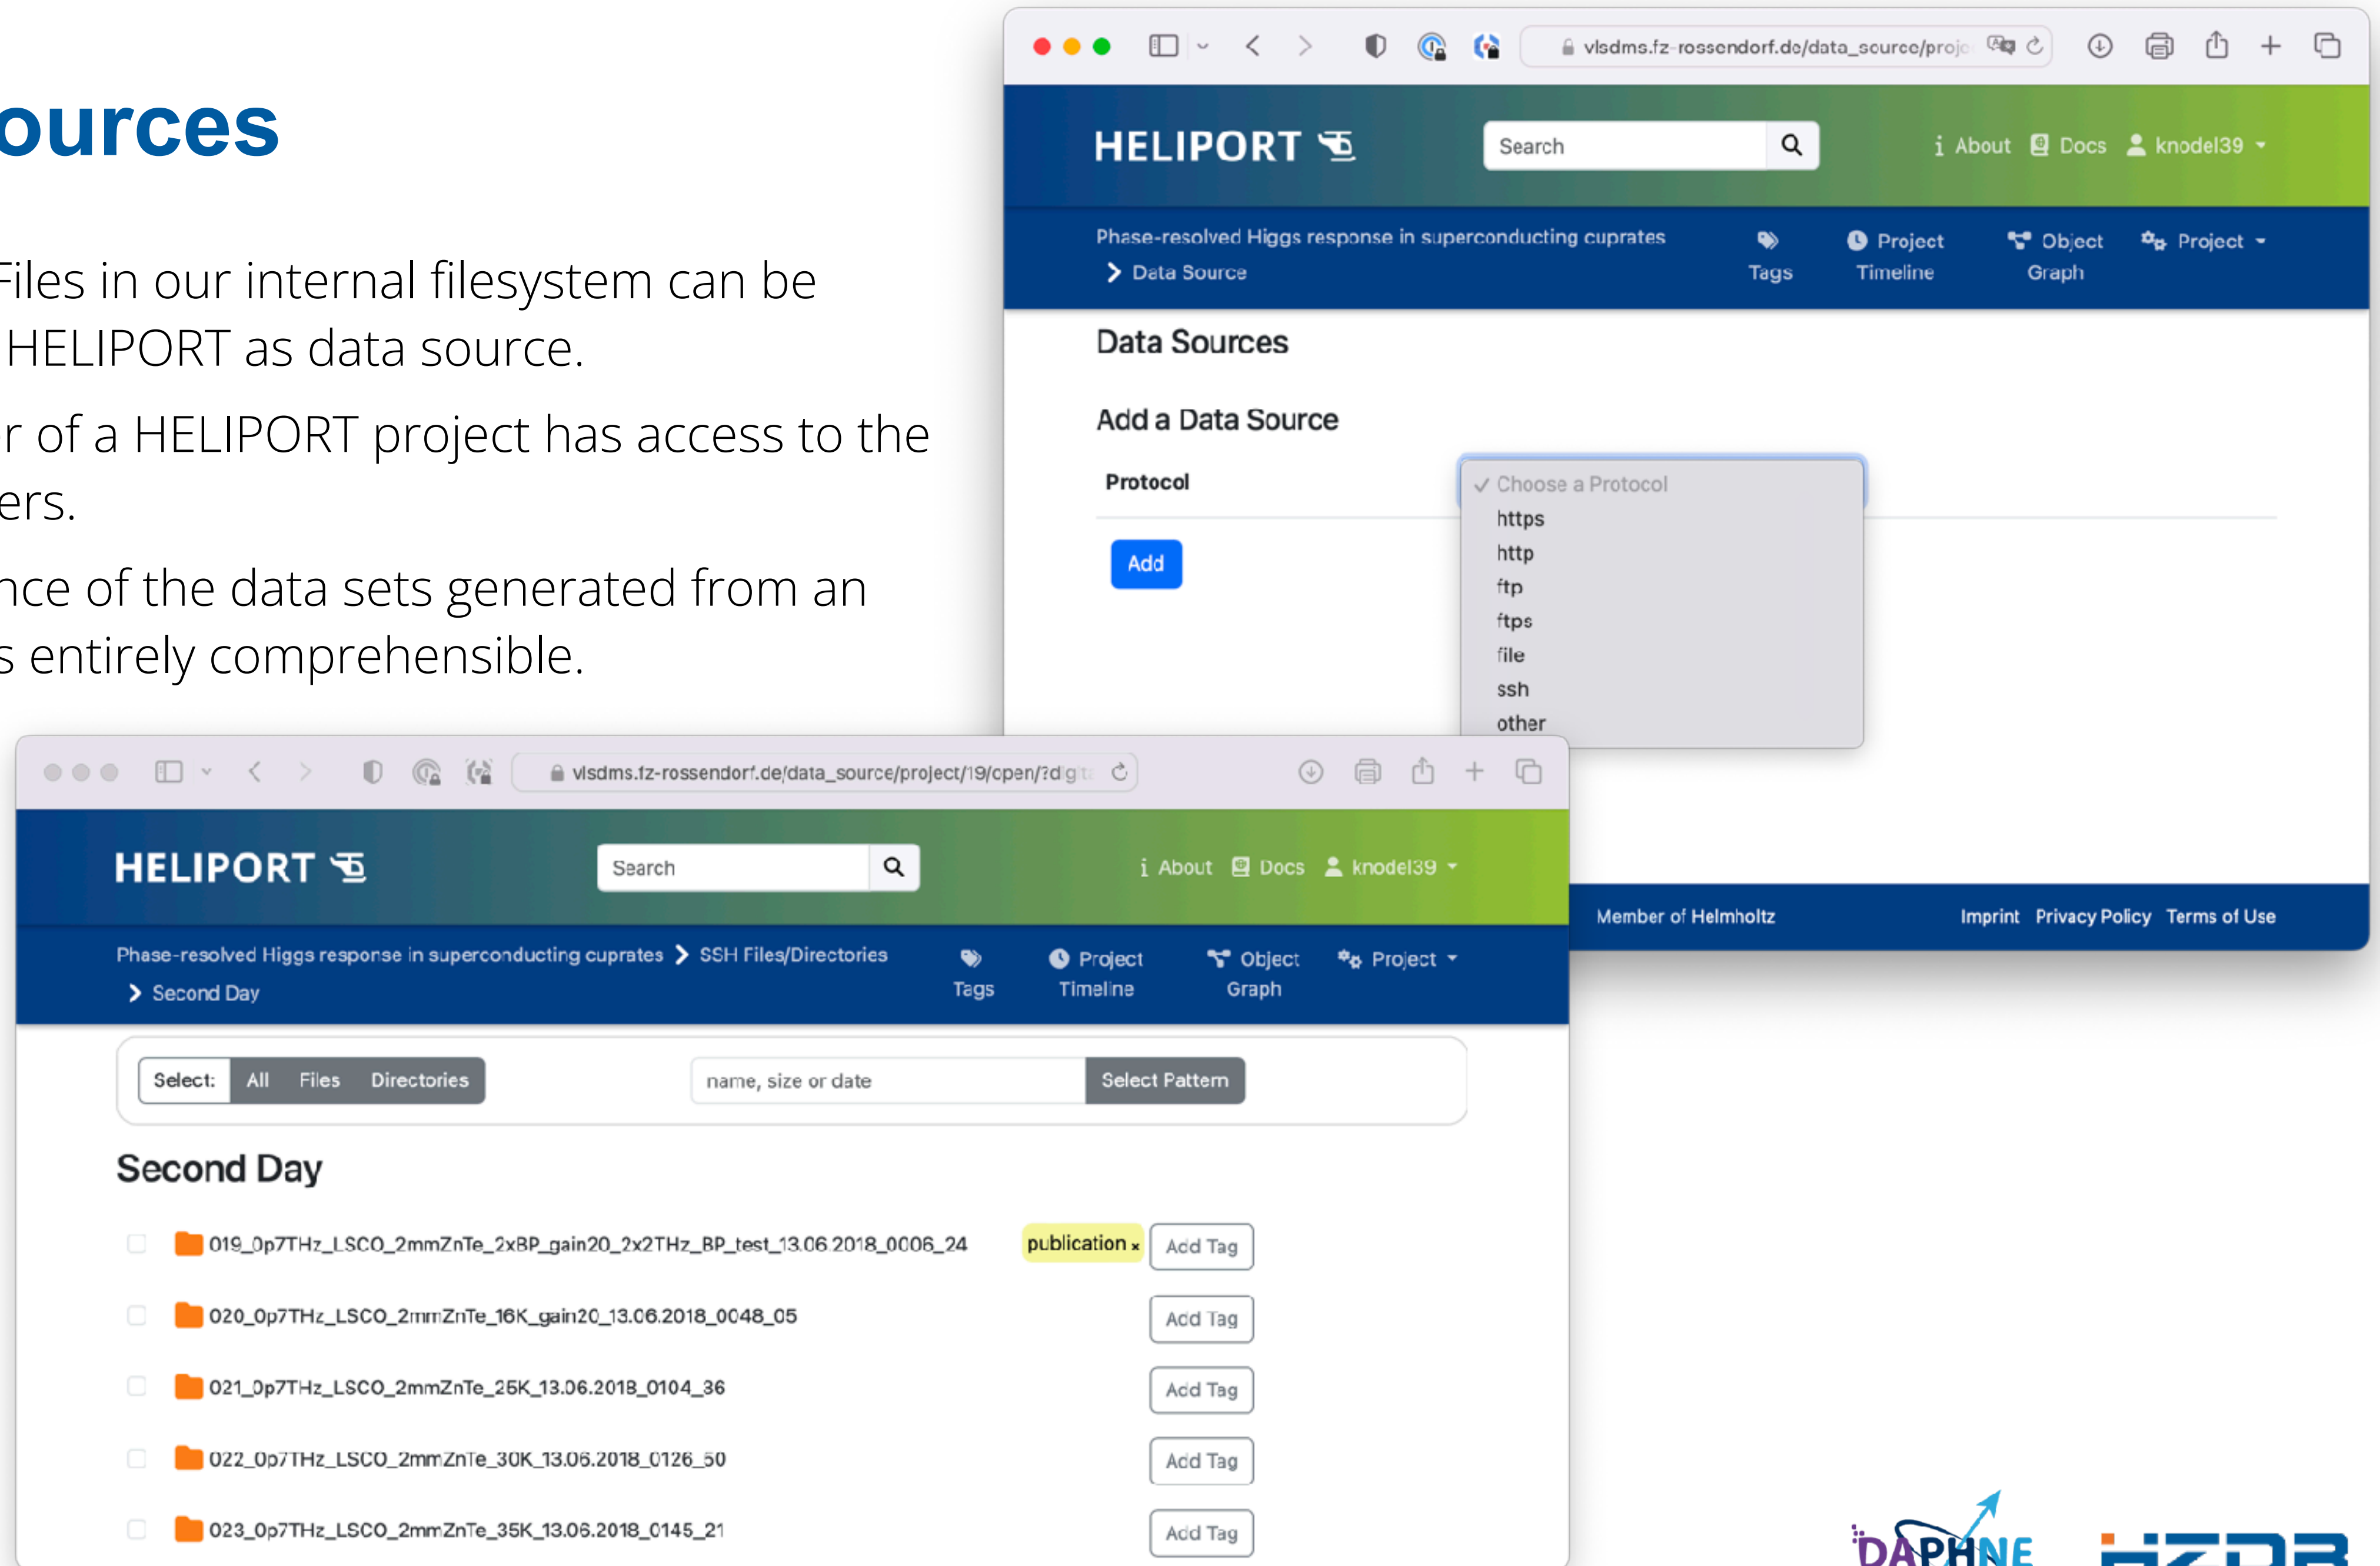 ources
Files in our internal filesystem can be
HELIPORT as data source.
r of a HELIPORT project has access to the
ers.
nce of the data sets generated from an
s entirely comprehensible.
vlsdms.fz-rossendorf.de/data_source/projec
HELIPORT
Search
i About Docs knodel39
Phase-resolved Higgs response in superconducting cuprates
Data Source
Tags
Project Timeline
Object Graph
Project
Data Sources
Add a Data Source
Protocol
✓ Choose a Protocol
https
http
ftp
ftps
file
ssh
other
Add
Member of Helmholtz
Imprint Privacy Policy Terms of Use
vlsdms.fz-rossendorf.de/data_source/project/19/open/?digita
HELIPORT
Search
i About Docs knodel39
Phase-resolved Higgs response in superconducting cuprates > SSH Files/Directories
> Second Day
Tags
Project Timeline
Object Graph
Project
Select: All Files Directories
name, size or date
Select Pattern
Second Day
019_0p7THz_LSCO_2mmZnTe_2xBP_gain20_2x2THz_BP_test_13.06.2018_0006_24 publication × Add Tag
020_0p7THz_LSCO_2mmZnTe_16K_gain20_13.06.2018_0048_05 Add Tag
021_0p7THz_LSCO_2mmZnTe_25K_13.06.2018_0104_36 Add Tag
022_0p7THz_LSCO_2mmZnTe_30K_13.06.2018_0126_50 Add Tag
023_0p7THz_LSCO_2mmZnTe_35K_13.06.2018_0145_21 Add Tag
DAPHNE
HZDR